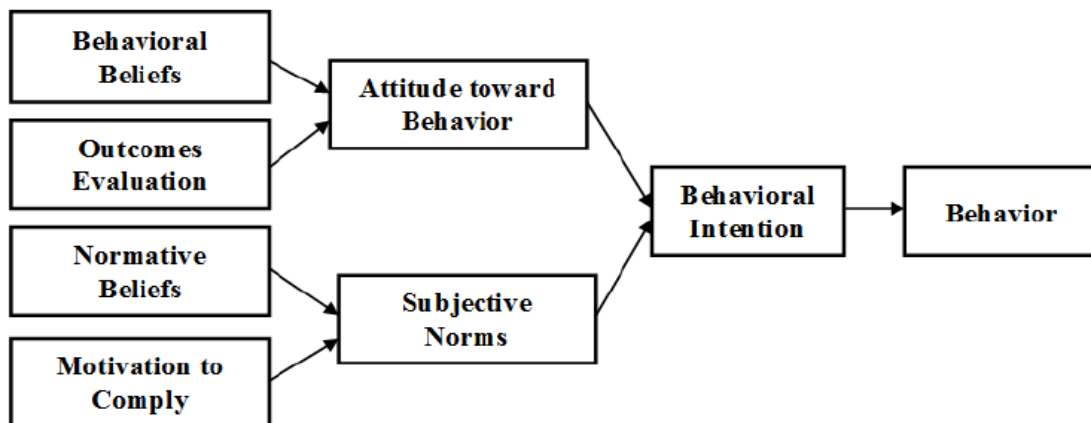 Behavioral
Beliefs
Outcomes
Evaluation
Attitude toward
Behavior
Normative
Beliefs
Motivation to
Comply
Subjective
Norms
Behavioral
Intention
Behavior